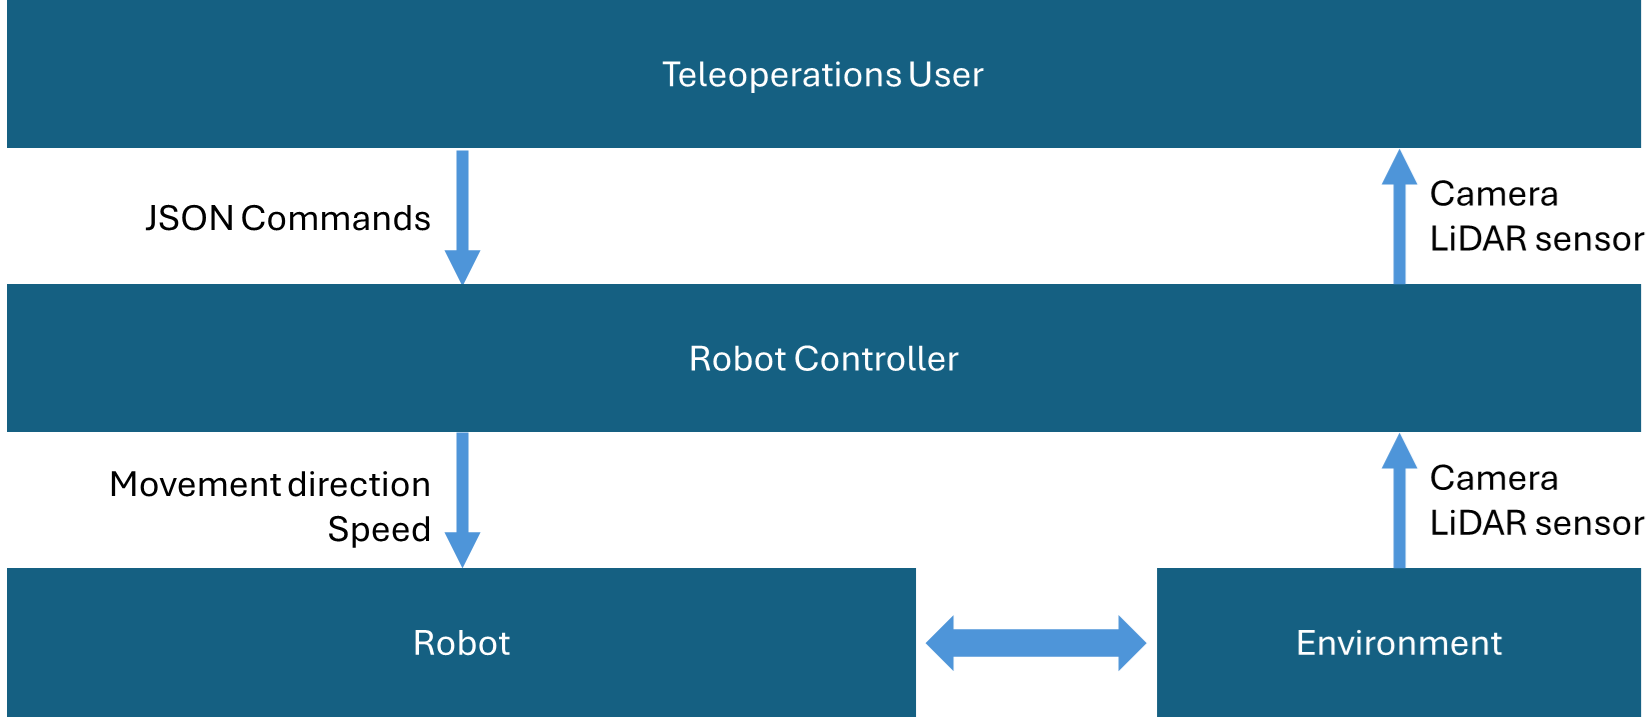 Teleoperations User
JSON Commands
Camera
LiDAR sensor
Robot Controller
Movement direction
Speed
Camera
LiDAR sensor
Robot
Environment